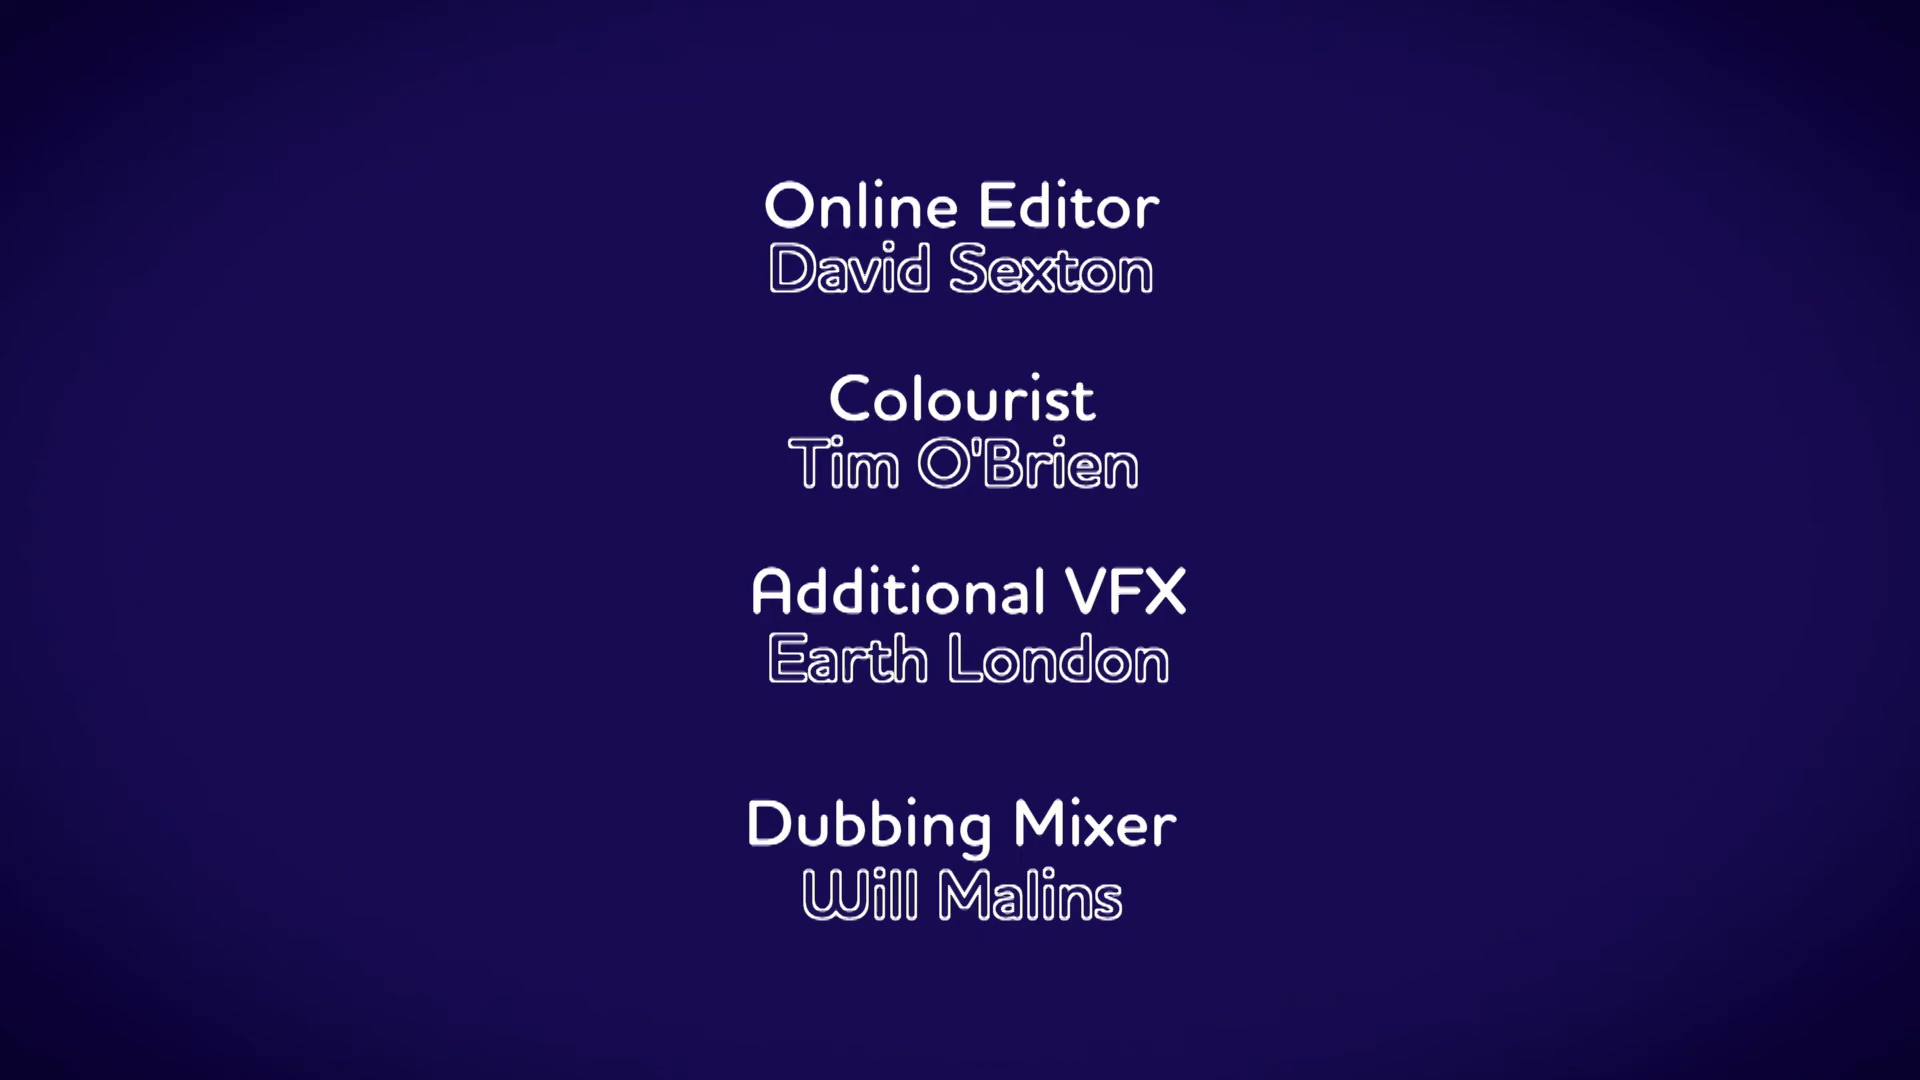 Online Editor
David Sexton
Colourist
Tim O'Brien
Additional VFX
Earth London
Dubbing Mixer
Will Malins